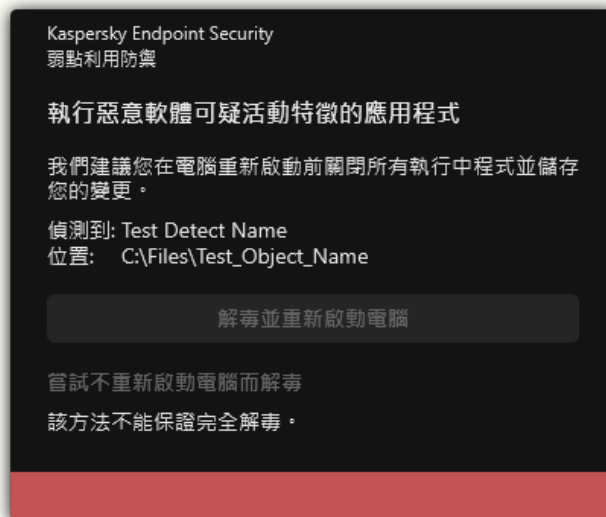 Kaspersky Endpoint Security
弱點利用防禦
執行惡意軟體可疑活動特徵的應用程式
我們建議您在電腦重新啟動前關閉所有執行中程式並儲存
您的變更。
偵測到: Test Detect Name
位置: C:\Files\Test_Object_Name
解毒並重新啟動電腦
嘗試不重新啟動電腦而解毒
該方法不能保證完全解毒。